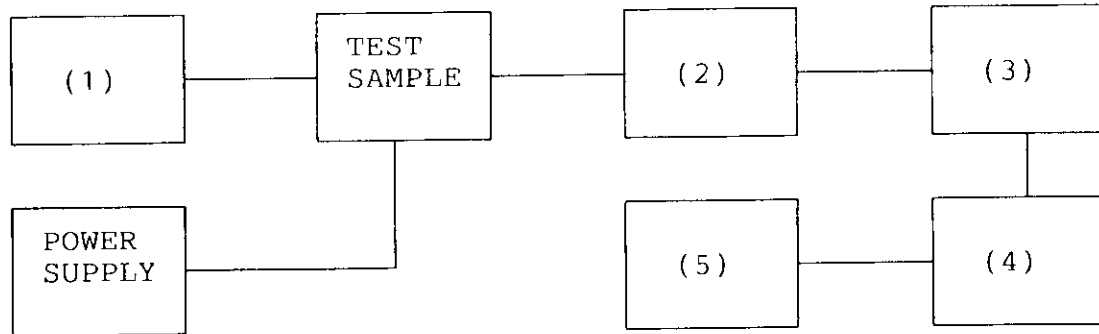 (1)
TEST
SAMPLE
(2)
(3)
POWER
SUPPLY
(5)
(4)